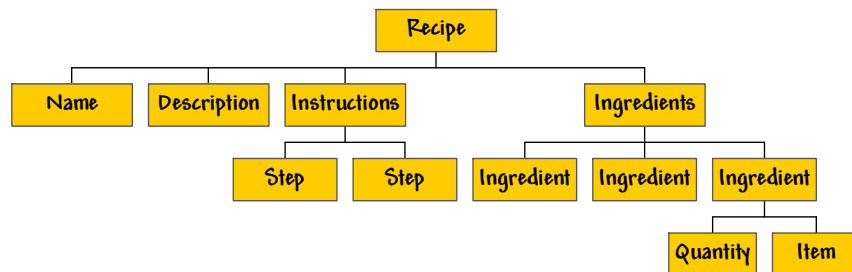 Recipe
Name Description Instructions Ingredients
Step Step Ingredient Ingredient Ingredient
Quantity Item